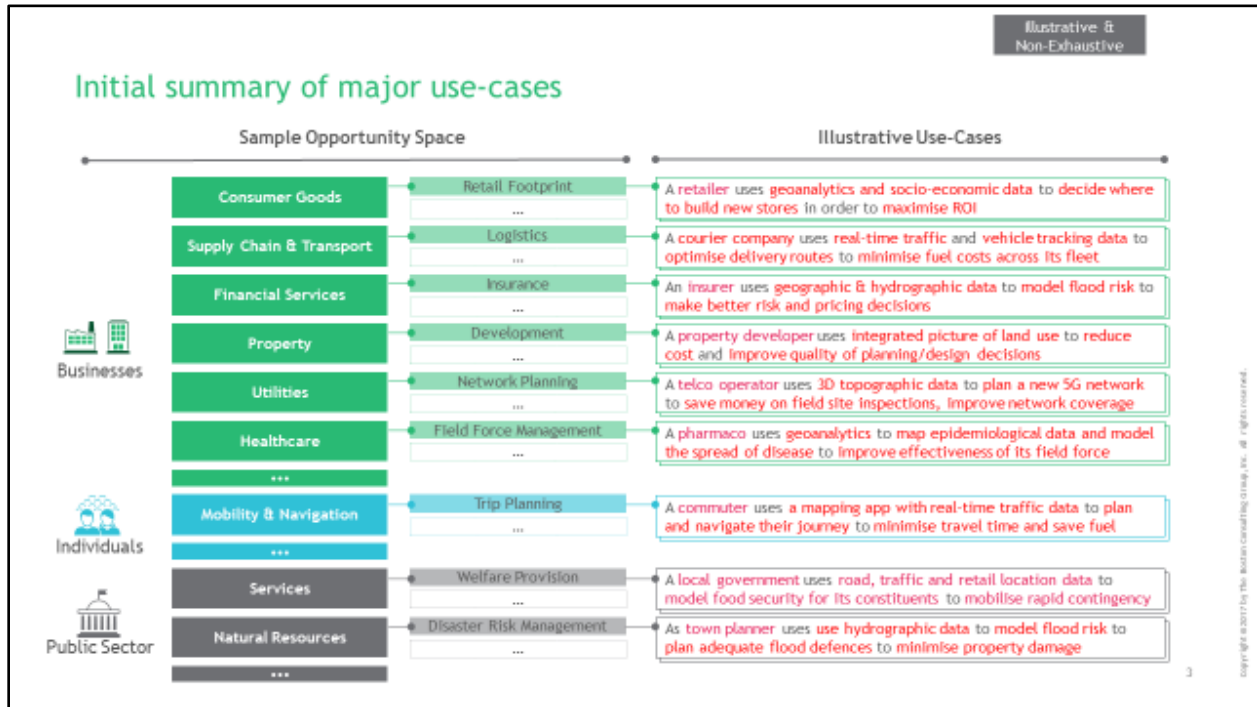 Illustrative &
Non-Exhaustive
Initial summary of major use-cases
Sample Opportunity Space
Illustrative Use-Cases
Businesses
Consumer Goods
Retail Footprint
...
A retailer uses geoanalytics and socio-economic data to decide where
to build new stores in order to maximise ROI
Supply Chain & Transport
Logistics
...
A courier company uses real-time traffic and vehicle tracking data to
optimise delivery routes to minimise fuel costs across its fleet
Financial Services
Insurance
...
An insurer uses geographic & hydrographic data to model flood risk to
make better risk and pricing decisions
Property
Development
...
A property developer uses integrated picture of land use to reduce
cost and improve quality of planning/design decisions
Utilities
Network Planning
...
A telco operator uses 3D topographic data to plan a new 5G network
to save money on field site inspections, improve network coverage
Healthcare
Field Force Management
...
A pharmaco uses geoanalytics to map epidemiological data and model
the spread of disease to improve effectiveness of its field force
...
Individuals
Mobility & Navigation
Trip Planning
...
A commuter uses a mapping app with real-time traffic data to plan
and navigate their journey to minimise travel time and save fuel
...
Public Sector
Services
Welfare Provision
...
A local government uses road, traffic and retail location data to
model food security for its constituents to mobilise rapid contingency
Natural Resources
Disaster Risk Management
...
As town planner uses use hydrographic data to model flood risk to
plan adequate flood defences to minimise property damage
...
3
Copyright © 2017 by The Boston Consulting Group, Inc. All rights reserved.